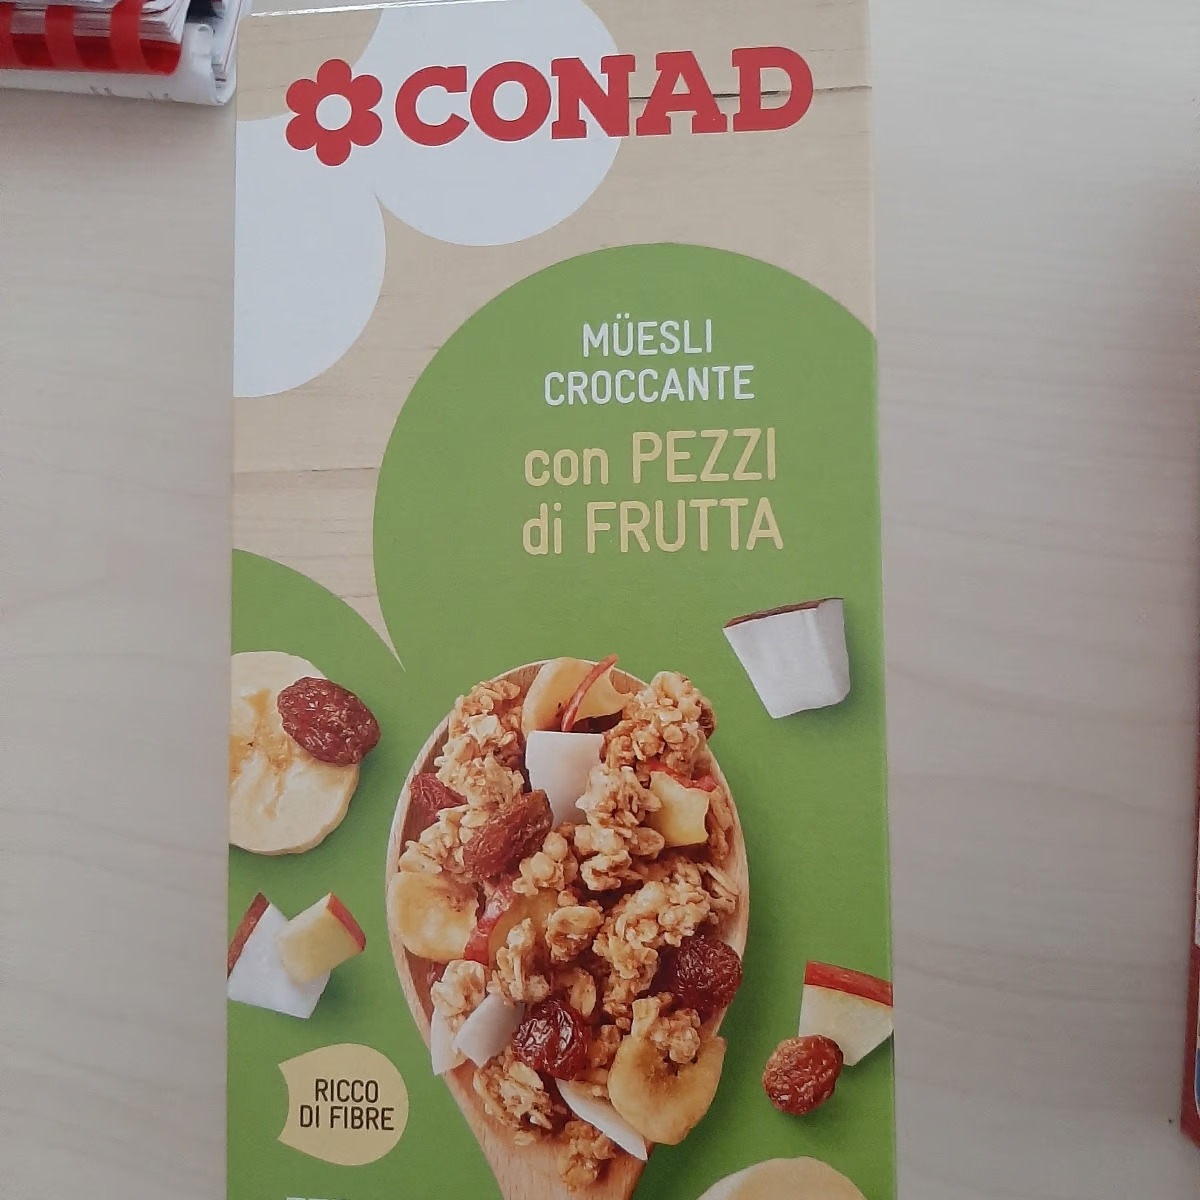 CONAD
MÜESLI
CROCCANTE
con PEZZI
di FRUTTA
RICCO
DI FIBRE